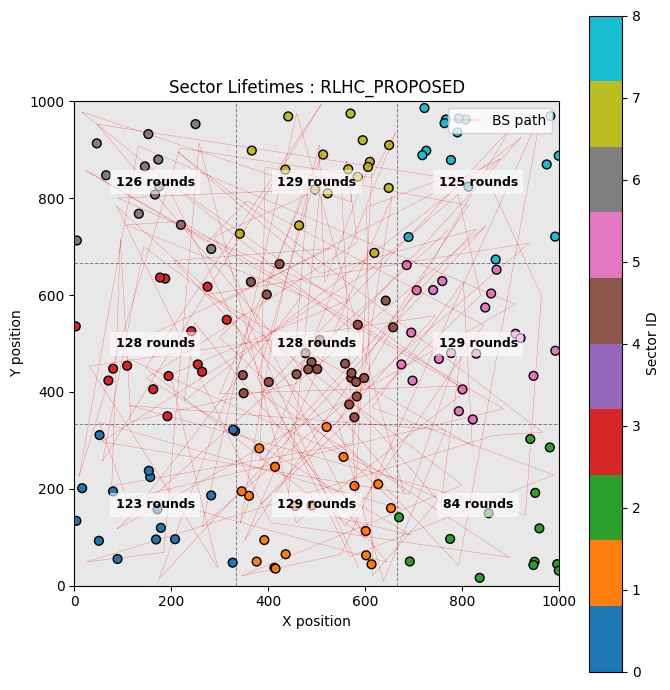 Sector Lifetimes : RLHC_PROPOSED
BS path
126 rounds
129 rounds
125 rounds
128 rounds
128 rounds
129 rounds
123 rounds
129 rounds
84 rounds
1000
800
600
400
200
0
Y position
0
200
400
600
800
1000
X position
8
7
6
5
4
3
2
1
0
Sector ID